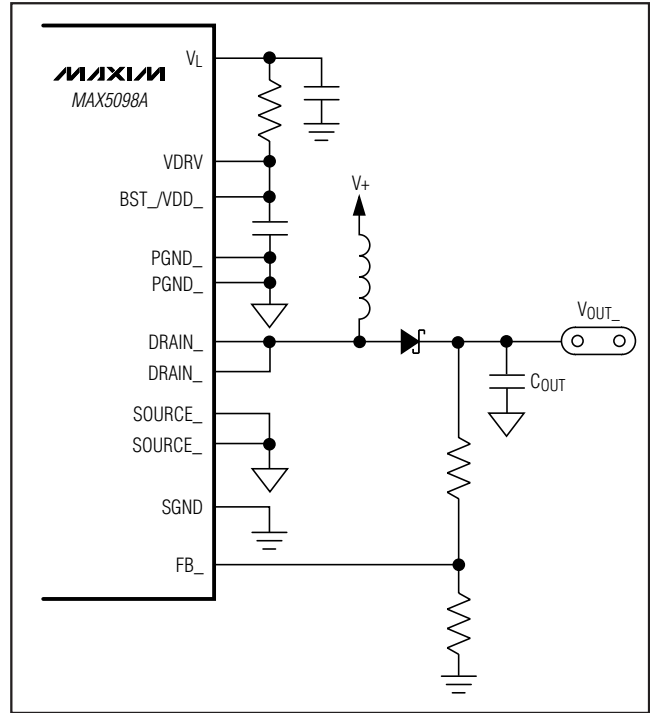 VL
MAXIM
MAX5098A
VDRV
V+
BST_/VDD_
PGND_
PGND_
VOUT_
DRAIN_
DRAIN_
COUT
SOURCE_
SOURCE_
SGND
FB_